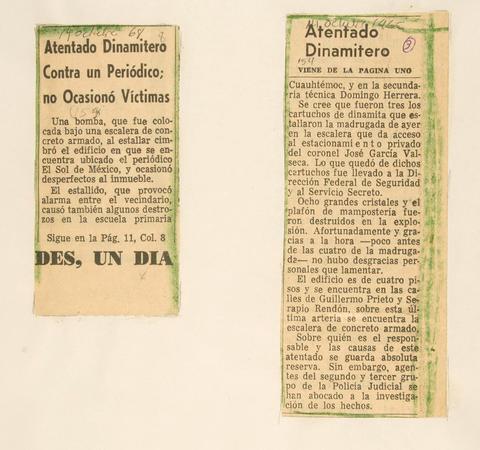 14 octubre 68
Atentado Dinamitero
Contra un Periódico;
no Ocasionó Víctimas
Una bomba, que fue colo-
cada bajo una escalera de con-
creto armado, al estallar cim-
bró el edificio en que se en-
cuentra ubicado el periódico
El Sol de México, y ocasionó
desperfectos al inmueble.
El estallido, que provocó
alarma entre el vecindario,
causó también algunos destro-
zos en la escuela primaria
Sigue en la Pág. 11, Col. 8
DES, UN DIA
14 octubre 1968
Atentado
Dinamitero
3
154
VIENE DE LA PAGINA UNO
Cuauhtémoc, y en la secunda-
ria técnica Domingo Herrera.
Se cree que fueron tres los
cartuchos de dinamita que es-
tallaron la madrugada de ayer
en la escalera que da acceso
al estacionamiento privado
del coronel José García Val-
seca. Lo que quedó de dichos
cartuchos fue llevado a la Di-
rección Federal de Seguridad
y al Servicio Secreto.
Ocho grandes cristales y el
plafón de mampostería fue-
ron destruidos en la explo-
sión. Afortunadamente y gra-
cias a la hora —poco antes
de las cuatro de la madruga-
da— no hubo desgracias per-
sonales que lamentar.
El edificio es de cuatro pi-
sos y se encuentra en las ca-
lles de Guillermo Prieto y Se-
rapio Rendón, sobre esta úl-
tima arteria se encuentra la
escalera de concreto armado.
Sobre quién es el respon-
sable y las causas de este
atentado se guarda absoluta
reserva. Sin embargo, agen-
tes del segundo y tercer gru-
po de la Policía Judicial se
han abocado a la investiga-
ción de los hechos.